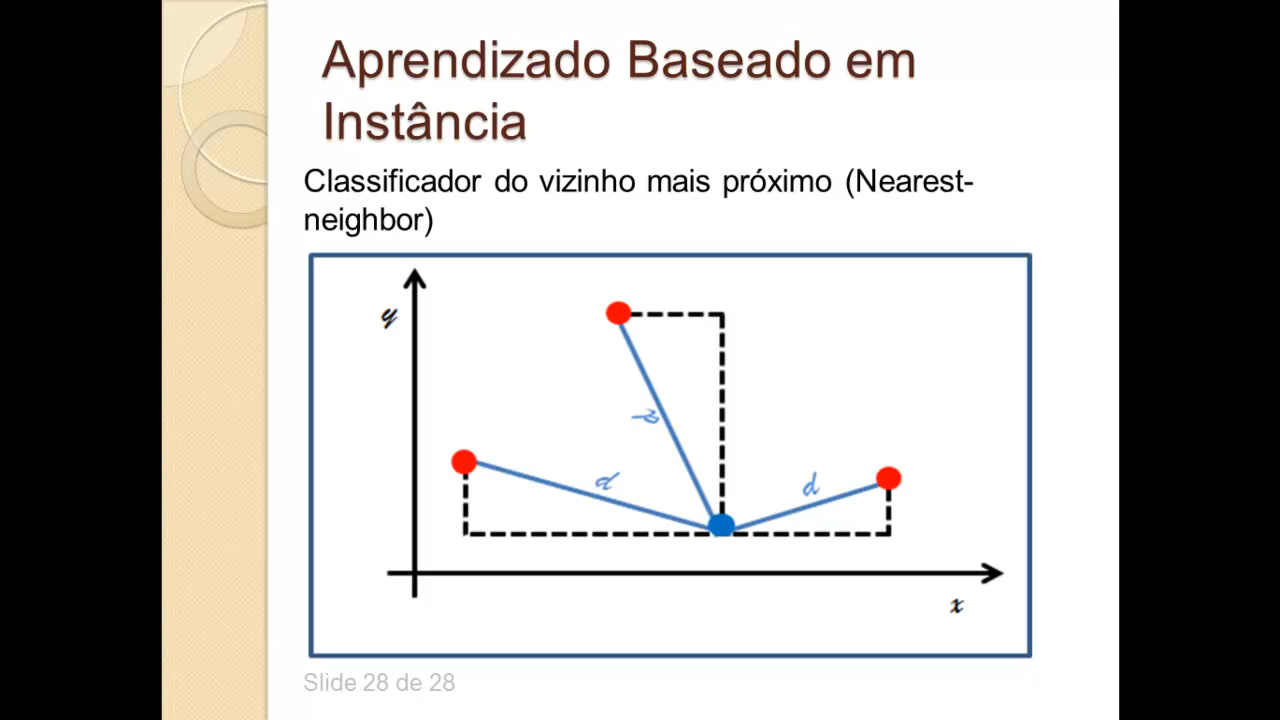 Aprendizado Baseado em
Instância
Classificador do vizinho mais próximo (Nearest-
neighbor)
y
d
d
d
x
Slide 28 de 28